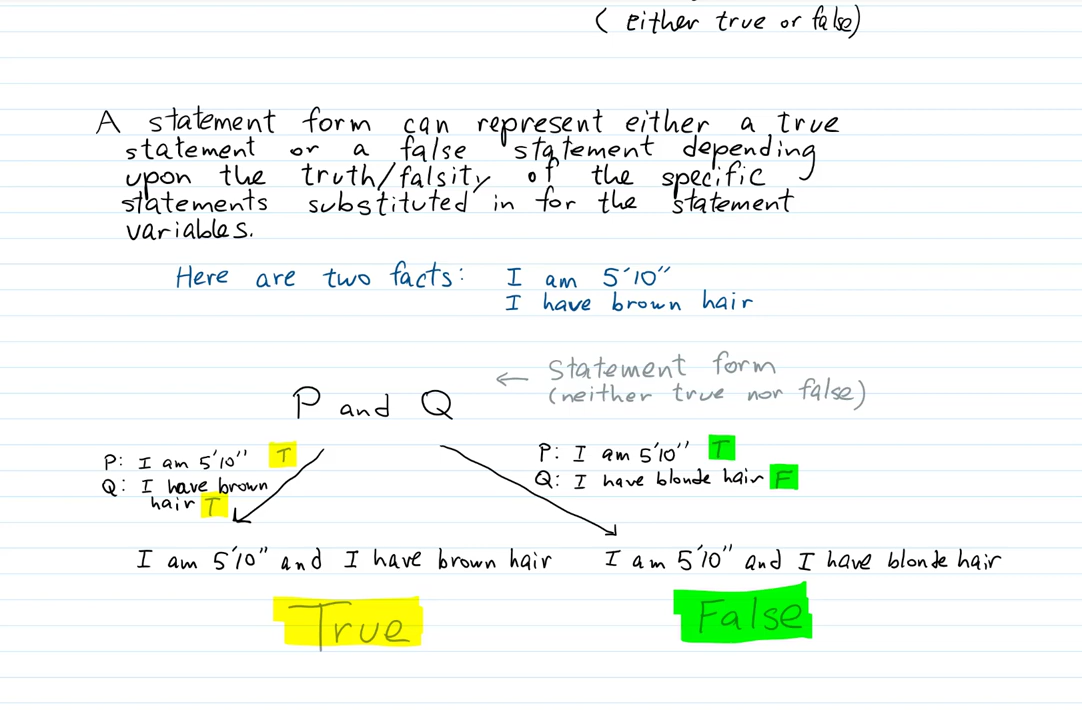 ( either true or false)
A statement form can represent either a true
statement or a false statement depending
upon the truth/falsity of the specific
statements substituted in for the statement
variables.
Here are two facts: I am 5'10"
I have brown hair
← Statement form
(neither true nor false)
P and Q
P: I am 5'10" T
Q: I have brown
hair T
P: I am 5'10" T
Q: I have blonde hair F
I am 5'10" and I have brown hair
I am 5'10" and I have blonde hair
True
False